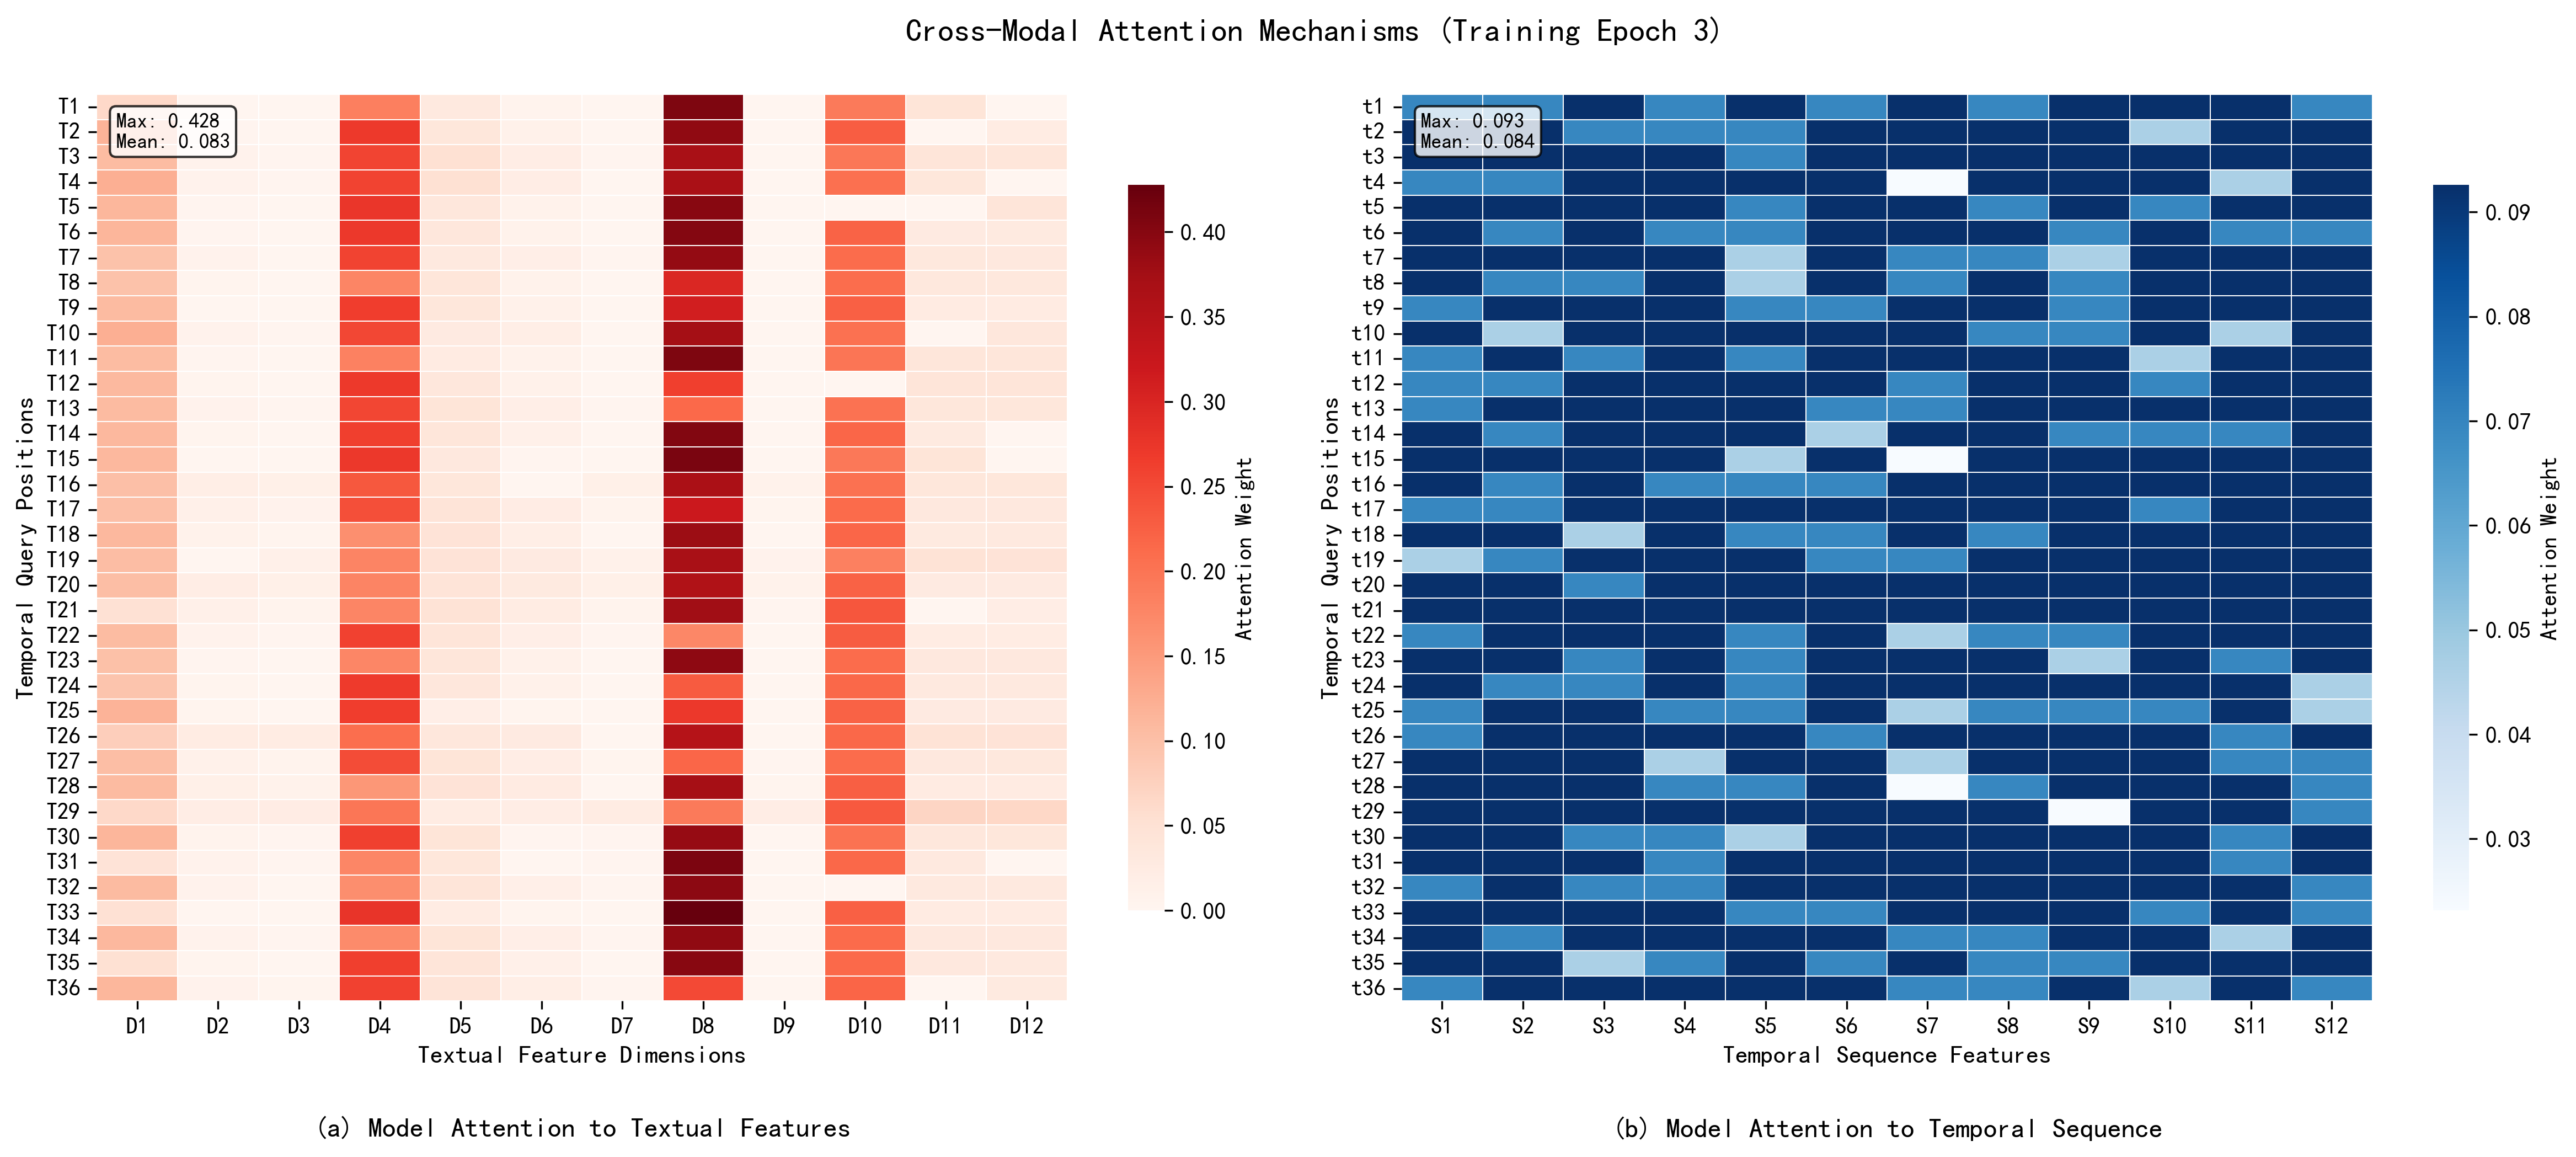 Cross-Modal Attention Mechanisms (Training Epoch 3)
Max: 0.428
Mean: 0.083
Temporal Query Positions
T1
T2
T3
T4
T5
T6
T7
T8
T9
T10
T11
T12
T13
T14
T15
T16
T17
T18
T19
T20
T21
T22
T23
T24
T25
T26
T27
T28
T29
T30
T31
T32
T33
T34
T35
T36
D1 D2 D3 D4 D5 D6 D7 D8 D9 D10 D11 D12
Textual Feature Dimensions
0.40
0.35
0.30
0.25
0.20
0.15
0.10
0.05
0.00
Attention Weight
(a) Model Attention to Textual Features
Max: 0.093
Mean: 0.084
Temporal Query Positions
t1
t2
t3
t4
t5
t6
t7
t8
t9
t10
t11
t12
t13
t14
t15
t16
t17
t18
t19
t20
t21
t22
t23
t24
t25
t26
t27
t28
t29
t30
t31
t32
t33
t34
t35
t36
S1 S2 S3 S4 S5 S6 S7 S8 S9 S10 S11 S12
Temporal Sequence Features
0.09
0.08
0.07
0.06
0.05
0.04
0.03
Attention Weight
(b) Model Attention to Temporal Sequence